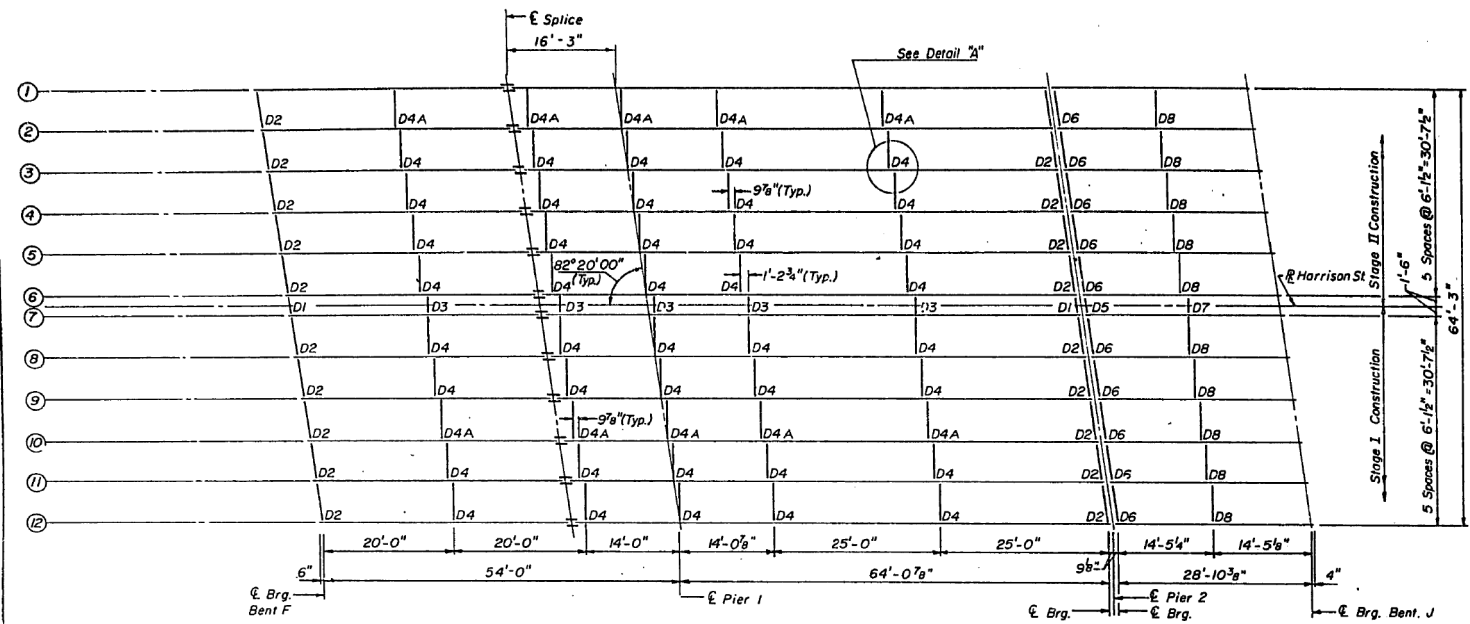 ℄ Splice
16'-3"
See Detail "A"
1
2
D2 D4A D4A D4A D4A D4A D6 D8
3
D2 D4 D4 D4 D4 D4 D2 D6 D8
9⅞"(Typ.)
4
D2 D4 D4 D4 D4 D4 D2 D6 D8
5
D2 D4 D4 D4 D4 D4 D2 D6 D8
82°20'00"
(Typ.)
1'-2¾"(Typ.)
6
D2 D4 D4 D4 D4 D4 D2 D6 D8
D1 D3 D3 D3 D3 D3 D1 D5 D7
Harrison St
7
8
D2 D4 D4 D4 D4 D4 D2 D6 D8
9
D2 D4 D4 D4 D4 D4 D2 D6 D8
9⅞"(Typ.)
10
D2 D4A D4A D4A D4A D4A D2 D6 D8
11
D2 D4 D4 D4 D4 D4 D2 D6 D8
12
D2 D4 D4 D4 D4 D4 D2 D6 D8
Stage II Construction
5 Spaces @ 6'-1½"=30'-7½"
1'-6"
64'-3"
Stage I Construction
5 Spaces @ 6'-1½"=30'-7½"
20'-0" 20'-0" 14'-0" 14'-0⅞" 25'-0" 25'-0" 14'-5¼" 14'-5⅛"
6" 54'-0" 64'-0⅞" 9⅛" 28'-10⅜" 4"
℄ Brg.
Bent F
℄ Pier 1
℄ Pier 2
℄ Brg.
℄ Brg.
℄ Brg. Bent. J